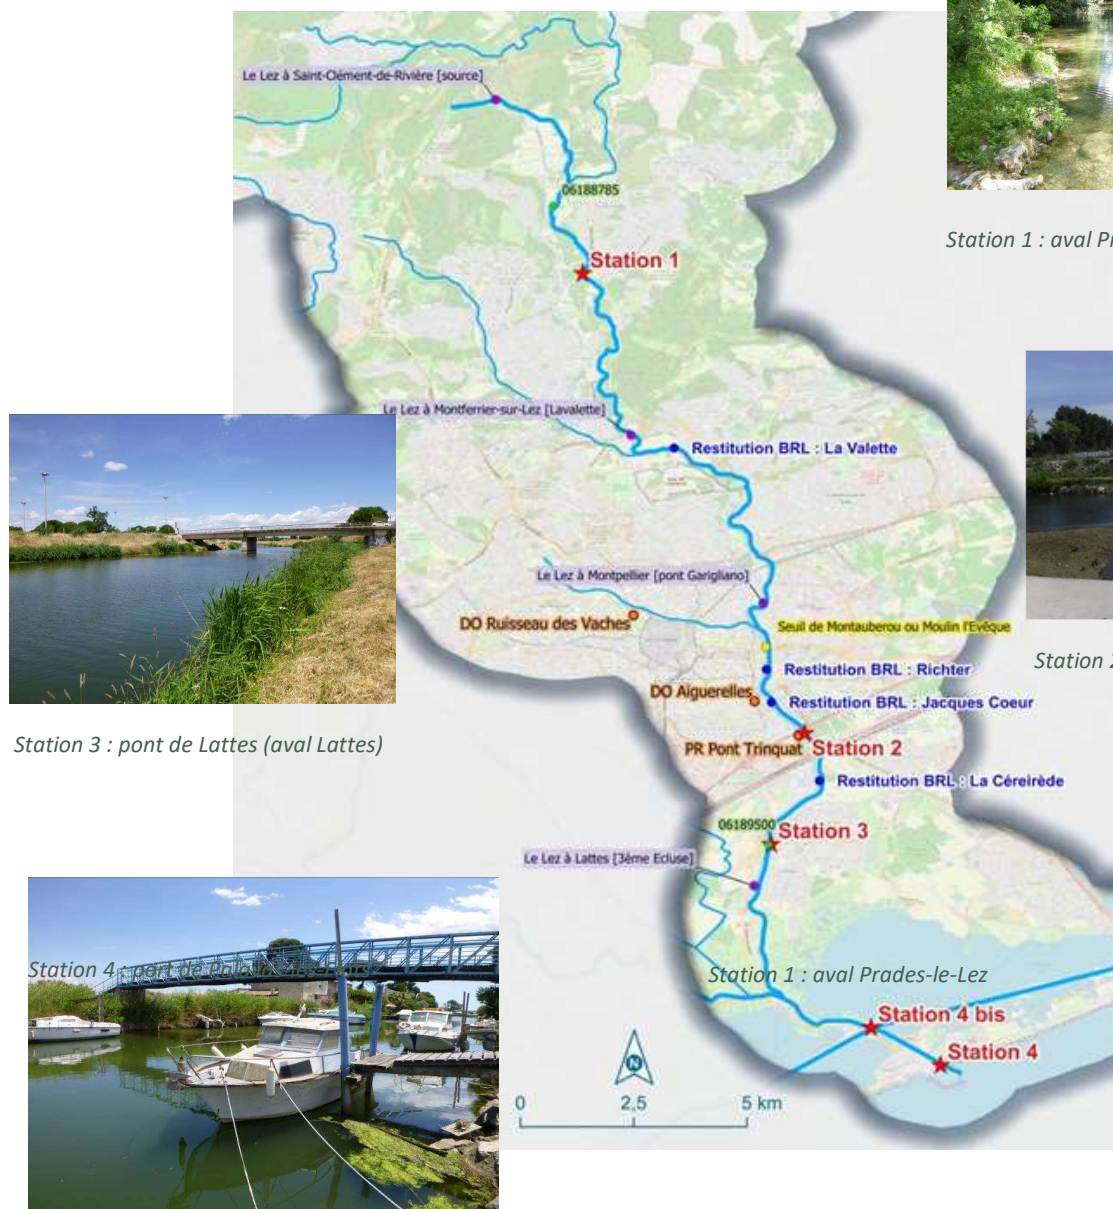 Le Lez à Saint-Clément-de-Rivière [source]
06188785
Station 1 : aval Pr
Station 1
Le Lez à Montferrier-sur-Lez [Lavalette]
Restitution BRL : La Valette
Le Lez à Montpellier [pont Garigliano]
DO Ruisseau des Vaches
Seuil de Montauberou ou Moulin l'Evêque
Station 2
Restitution BRL : Richter
DO Aiguerelles
Restitution BRL : Jacques Coeur
Station 3 : pont de Lattes (aval Lattes)
PR Pont Trinquat
Station 2
Restitution BRL : La Céreirède
06189500
Station 3
Le Lez à Lattes [3ème Ecluse]
Station 4 : port de
Station 1 : aval Prades-le-Lez
Station 4 bis
Station 4
N
0 2,5 5 km